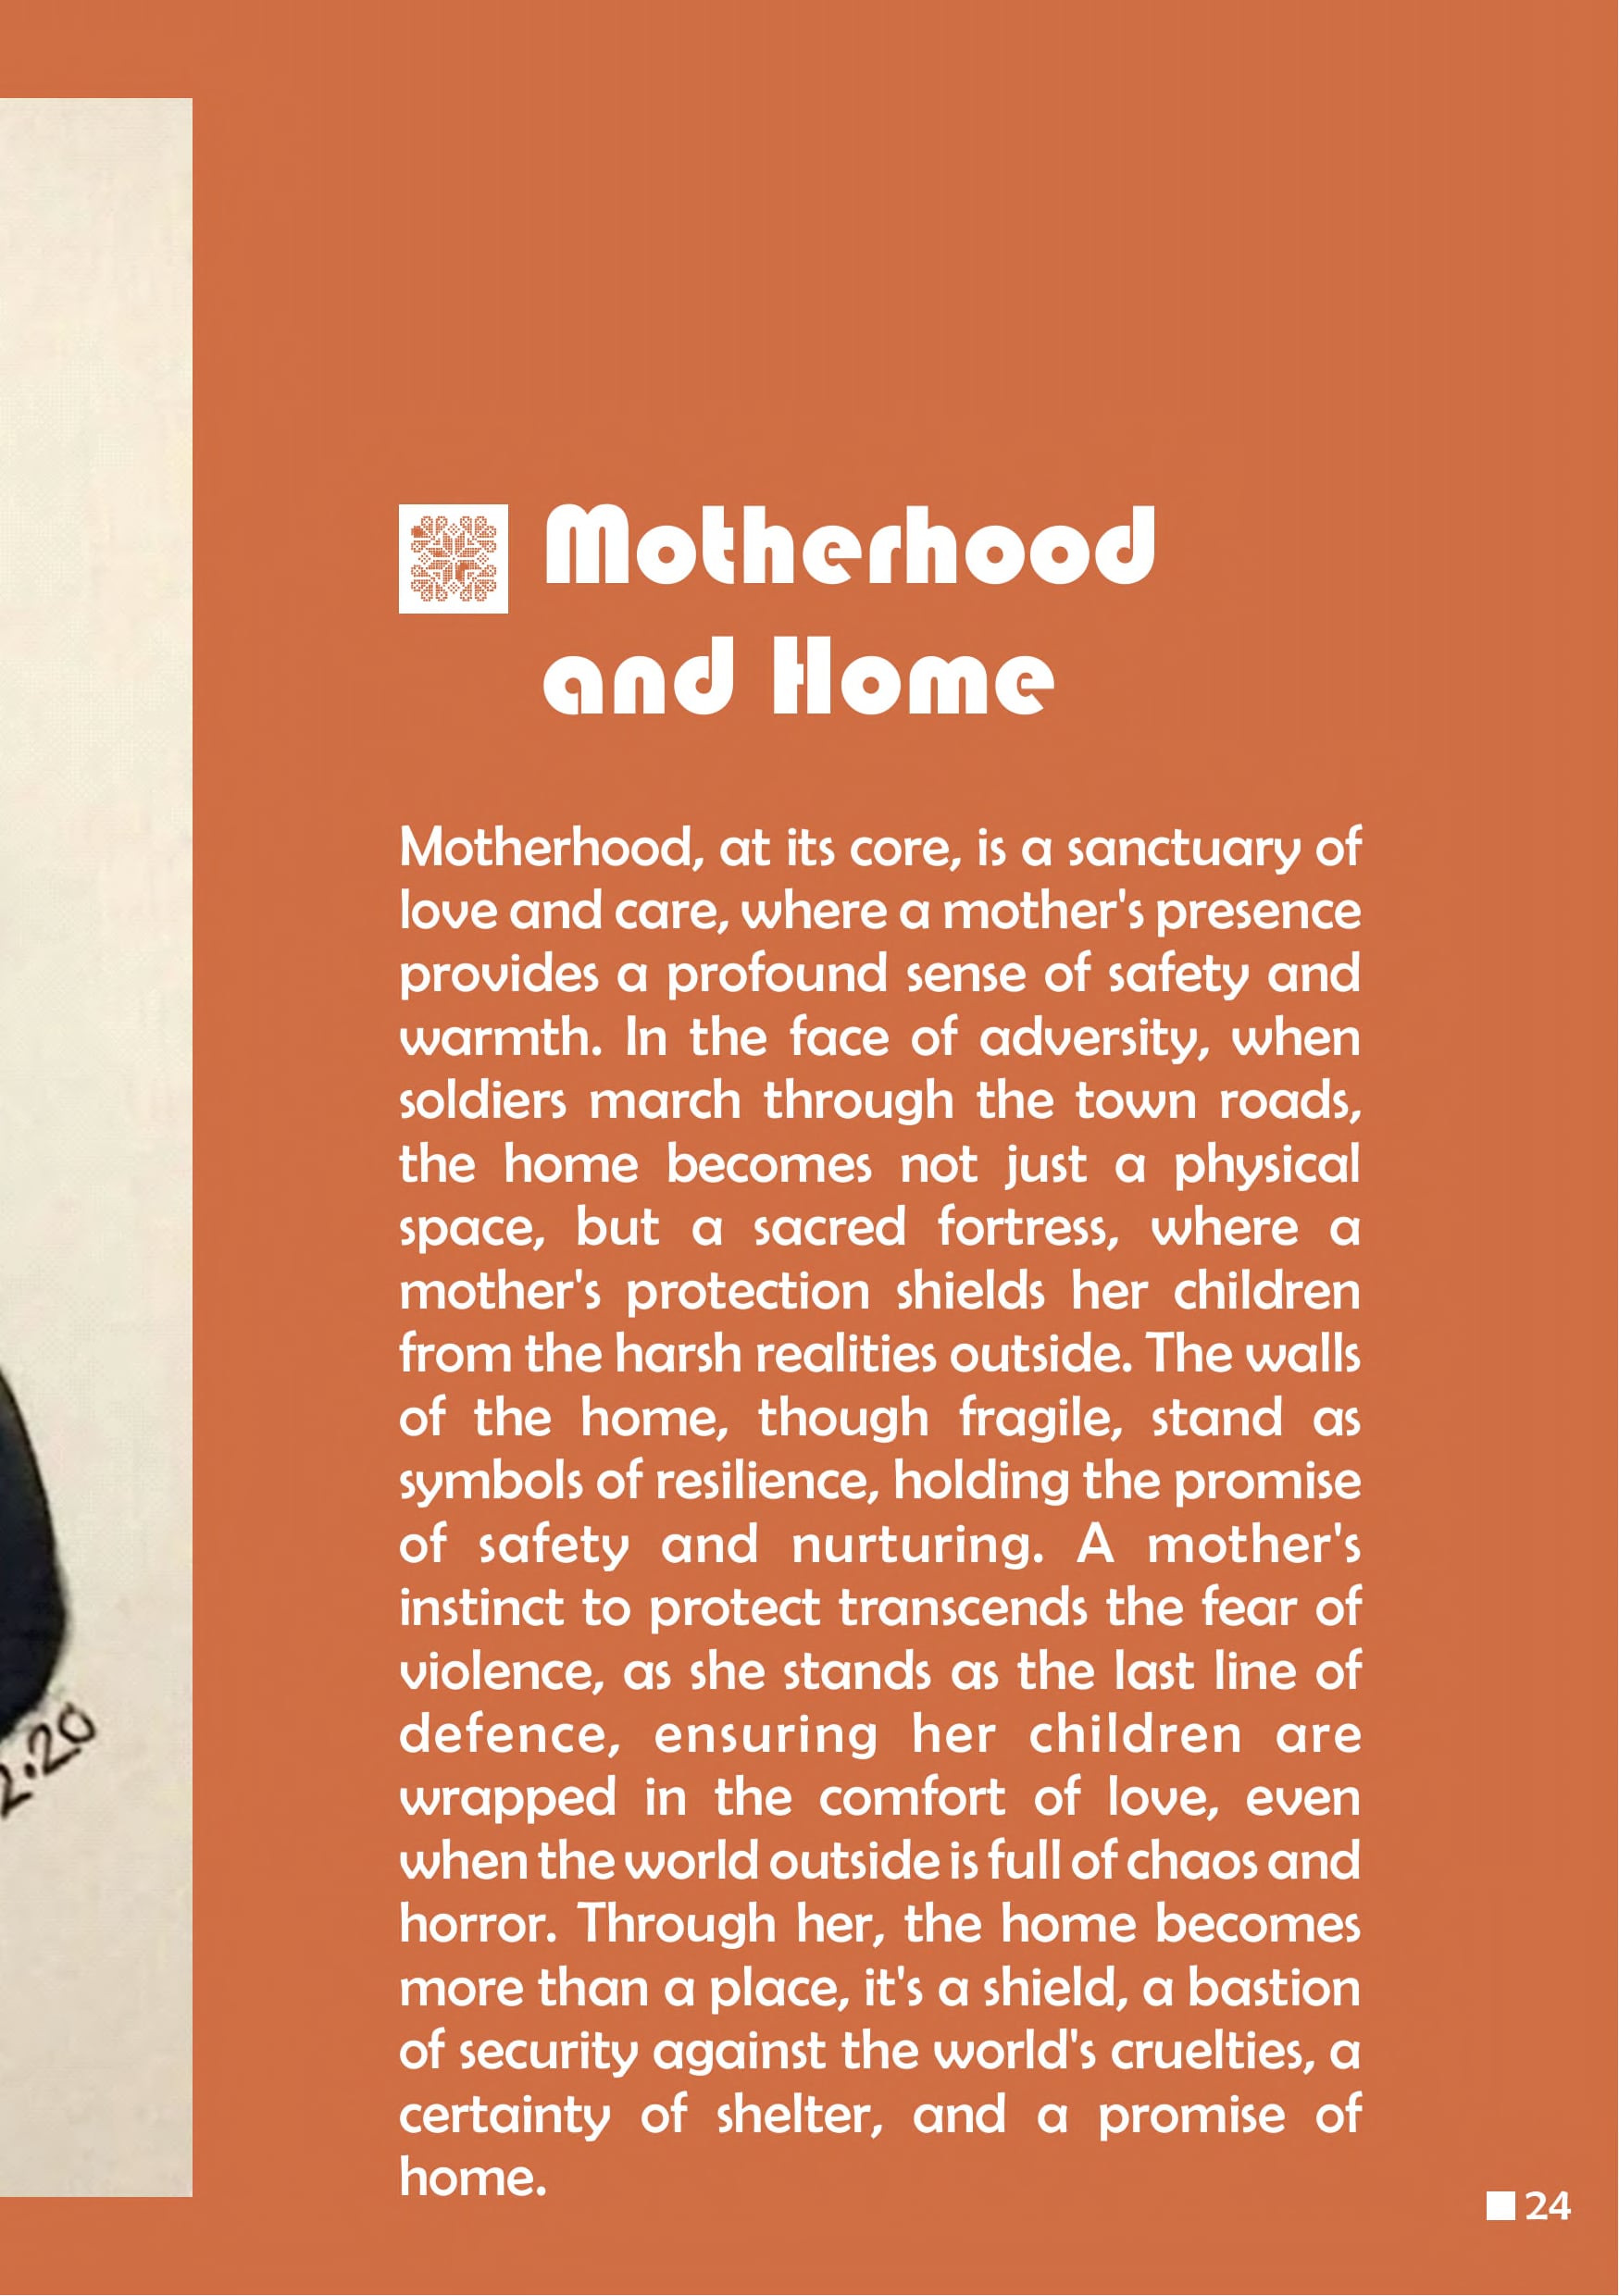 Motherhood
and Home
Motherhood, at its core, is a sanctuary of
love and care, where a mother's presence
provides a profound sense of safety and
warmth. In the face of adversity, when
soldiers march through the town roads,
the home becomes not just a physical
space, but a sacred fortress, where a
mother's protection shields her children
from the harsh realities outside. The walls
of the home, though fragile, stand as
symbols of resilience, holding the promise
of safety and nurturing. A mother's
instinct to protect transcends the fear of
violence, as she stands as the last line of
defence, ensuring her children are
wrapped in the comfort of love, even
when the world outside is full of chaos and
horror. Through her, the home becomes
more than a place, it's a shield, a bastion
of security against the world's cruelties, a
certainty of shelter, and a promise of
home.
2.20
24